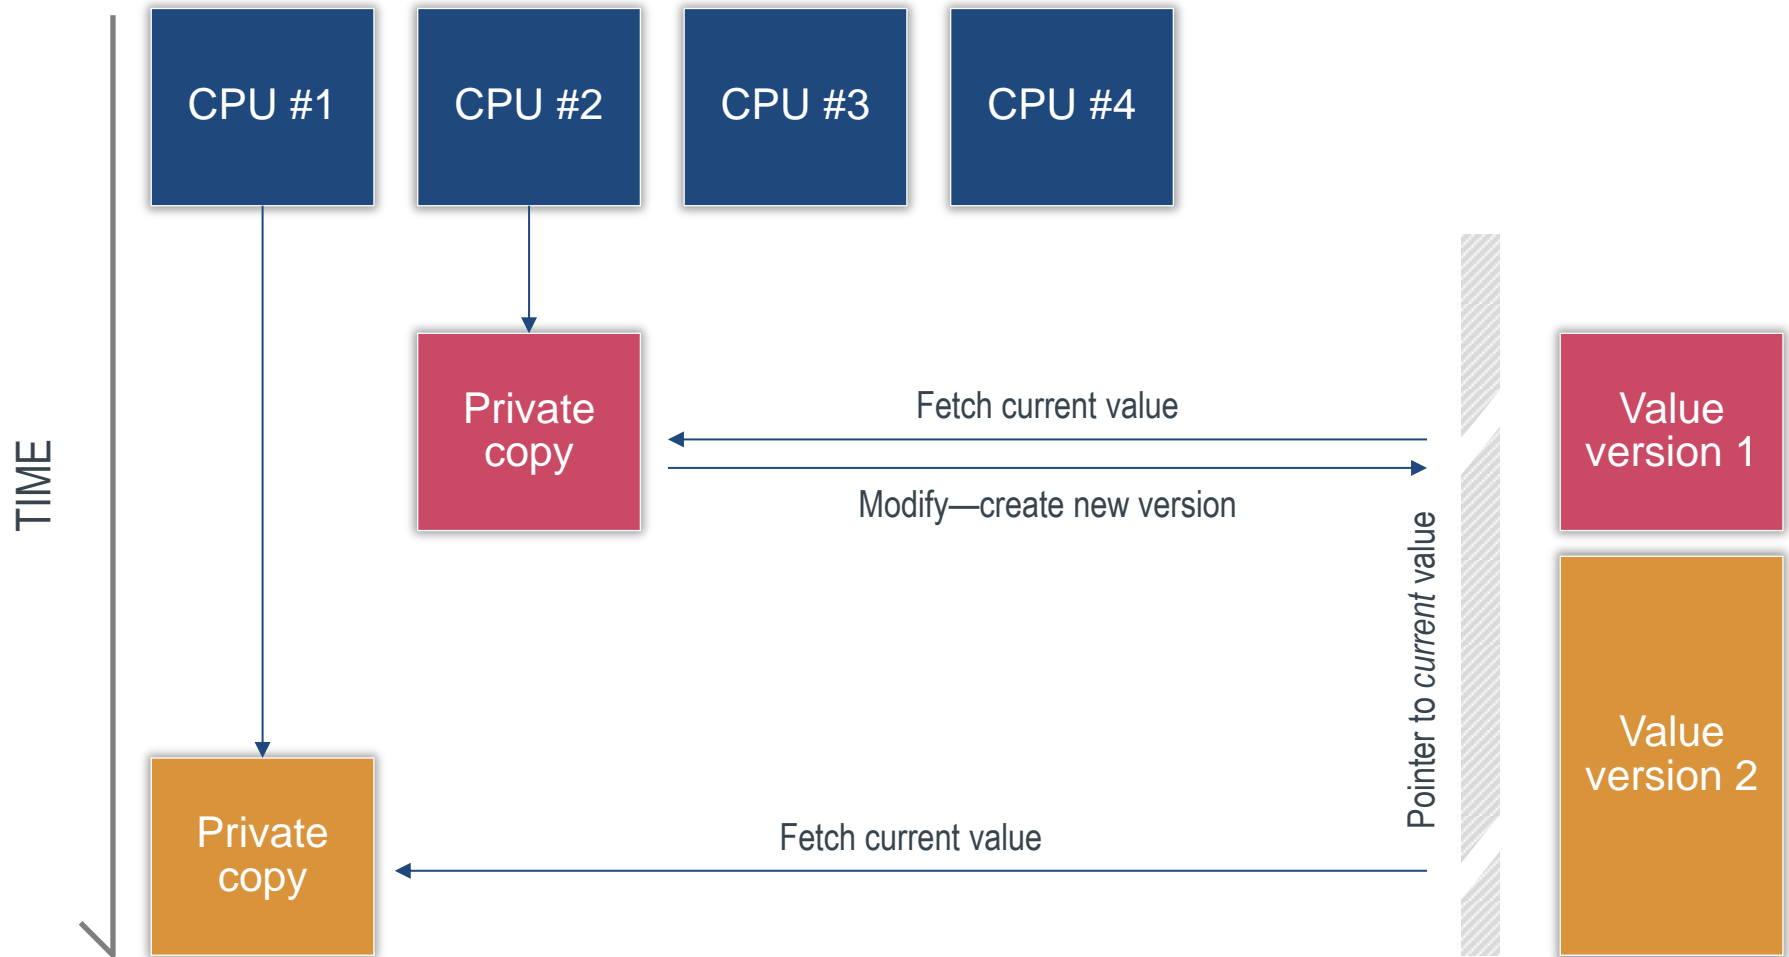 CPU #1
CPU #2
CPU #3
CPU #4
TIME
Private
copy
Fetch current value
Modify—create new version
Value
version 1
Pointer to current value
Value
version 2
Private
copy
Fetch current value